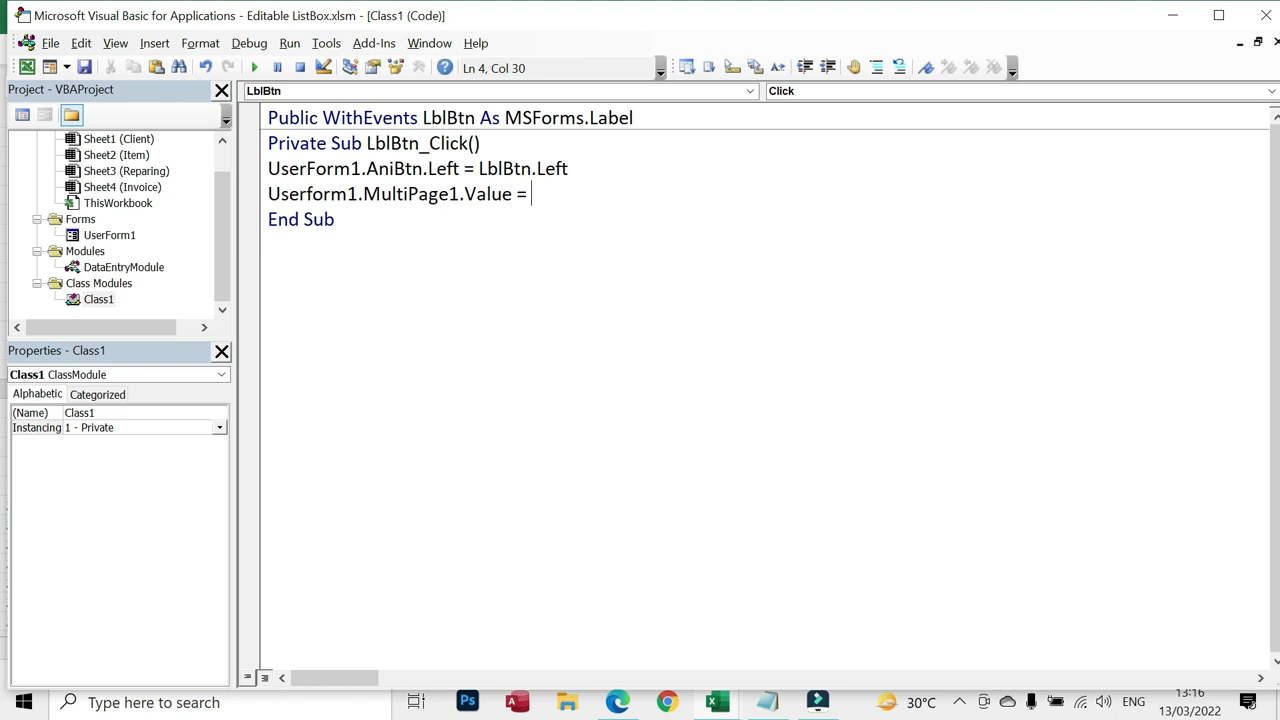 Microsoft Visual Basic for Applications - Editable ListBox.xlsm - [Class1 (Code)]
File Edit View Insert Format Debug Run Tools Add-Ins Window Help
Ln 4, Col 30
Project - VBAProject
LblBtn Click
Sheet1 (Client)
Sheet2 (Item)
Sheet3 (Repairing)
Sheet4 (Invoice)
ThisWorkbook
Forms
UserForm1
Modules
DataEntryModule
Class Modules
Class1
Public WithEvents LblBtn As MSForms.Label
Private Sub LblBtn_Click()
UserForm1.AniBtn.Left = LblBtn.Left
Userform1.MultiPage1.Value =
End Sub
Properties - Class1
Class1 ClassModule
Alphabetic Categorized
(Name) Class1
Instancing 1 - Private
Type here to search
Ps
30°C
ENG
13:16
13/03/2022